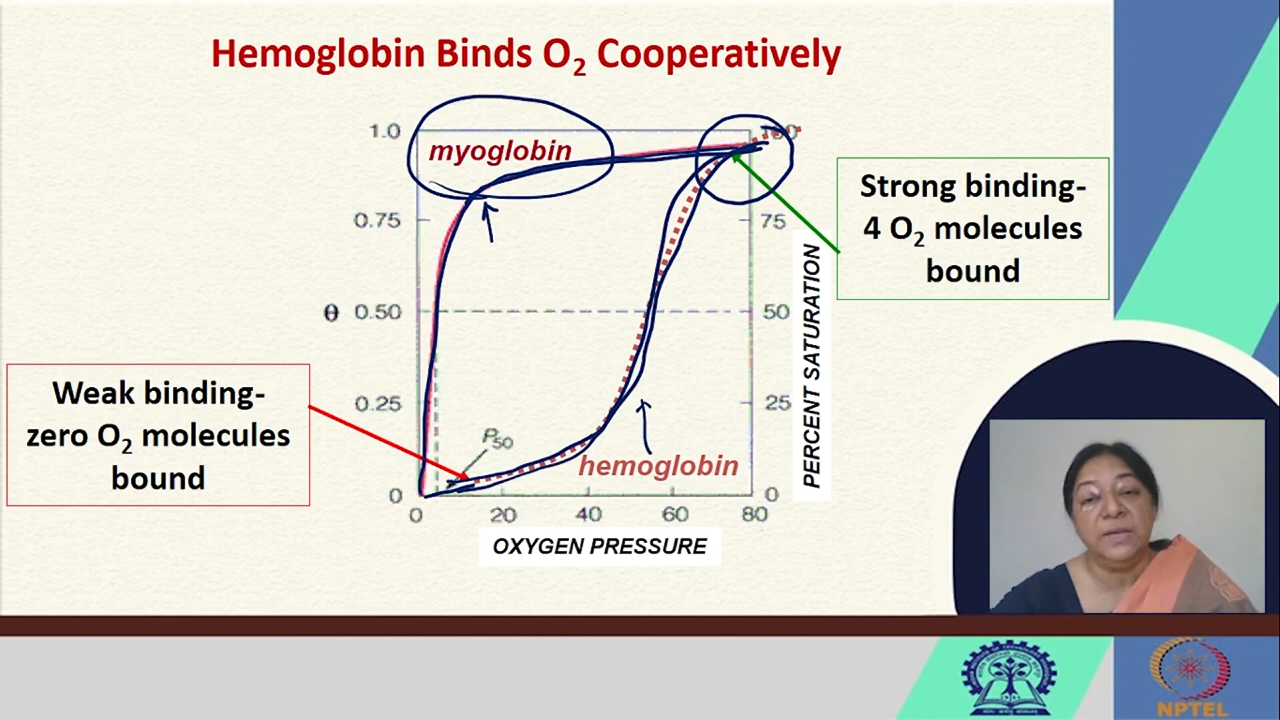 Hemoglobin Binds O₂ Cooperatively
1.0
myoglobin
100
0.75
75
θ
0.50
50
0.25
25
P₅₀
hemoglobin
0
0
0
20
40
60
80
OXYGEN PRESSURE
PERCENT SATURATION
Weak binding-
zero O₂ molecules
bound
Strong binding-
4 O₂ molecules
bound
NPTEL